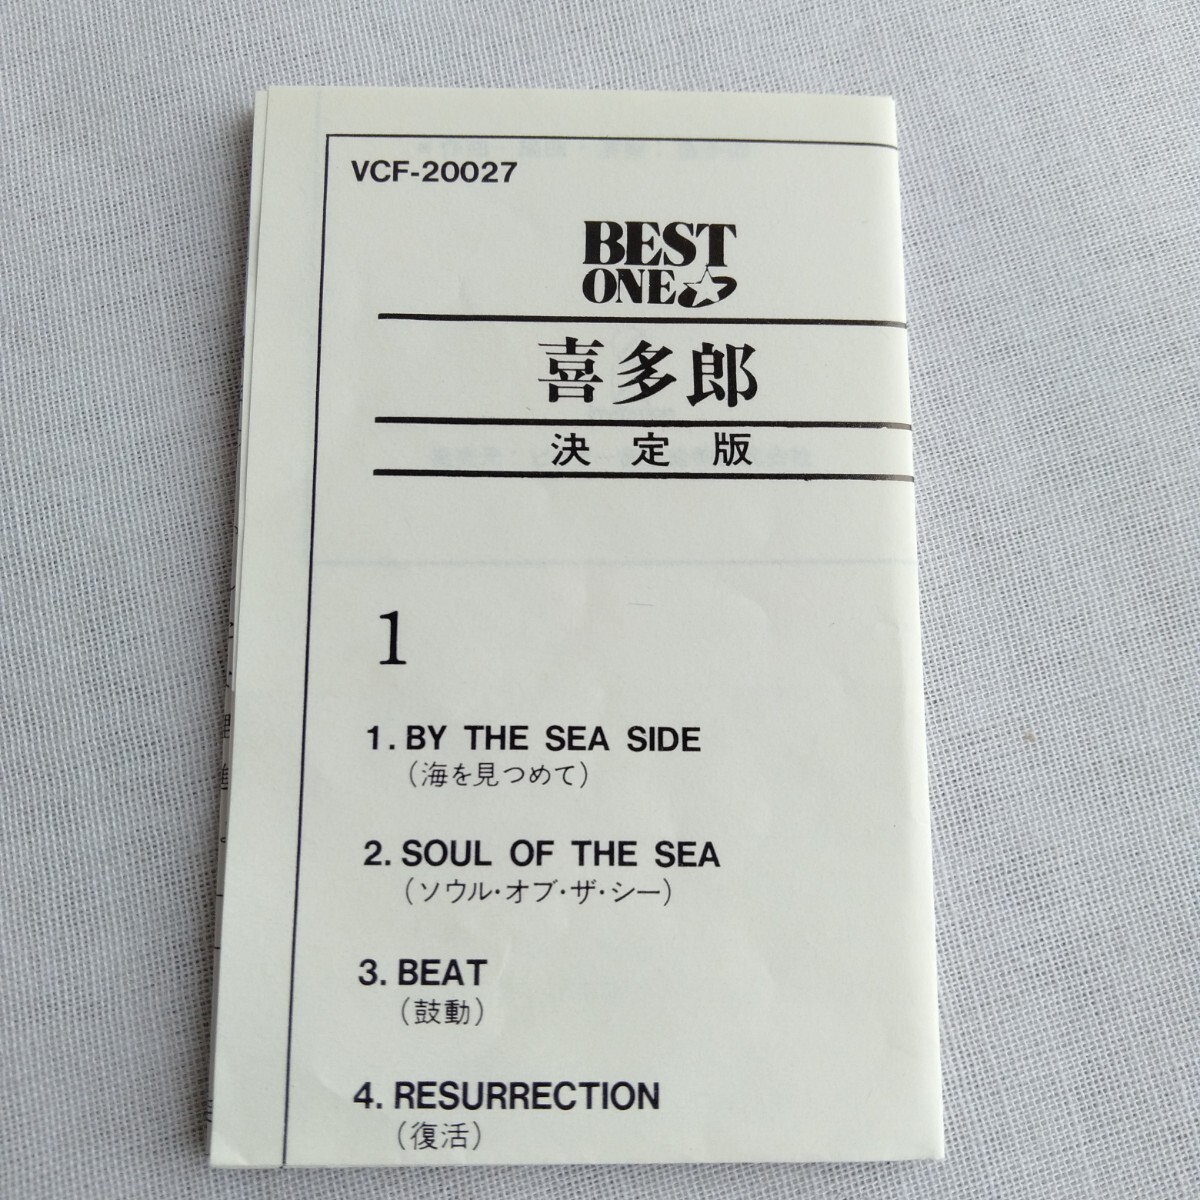 VCF-20027
BEST
ONE
喜多郎
決定版
1
1. BY THE SEA SIDE
(海を見つめて)
2. SOUL OF THE SEA
(ソウル・オブ・ザ・シー)
3. BEAT
(鼓動)
4. RESURRECTION
(復活)